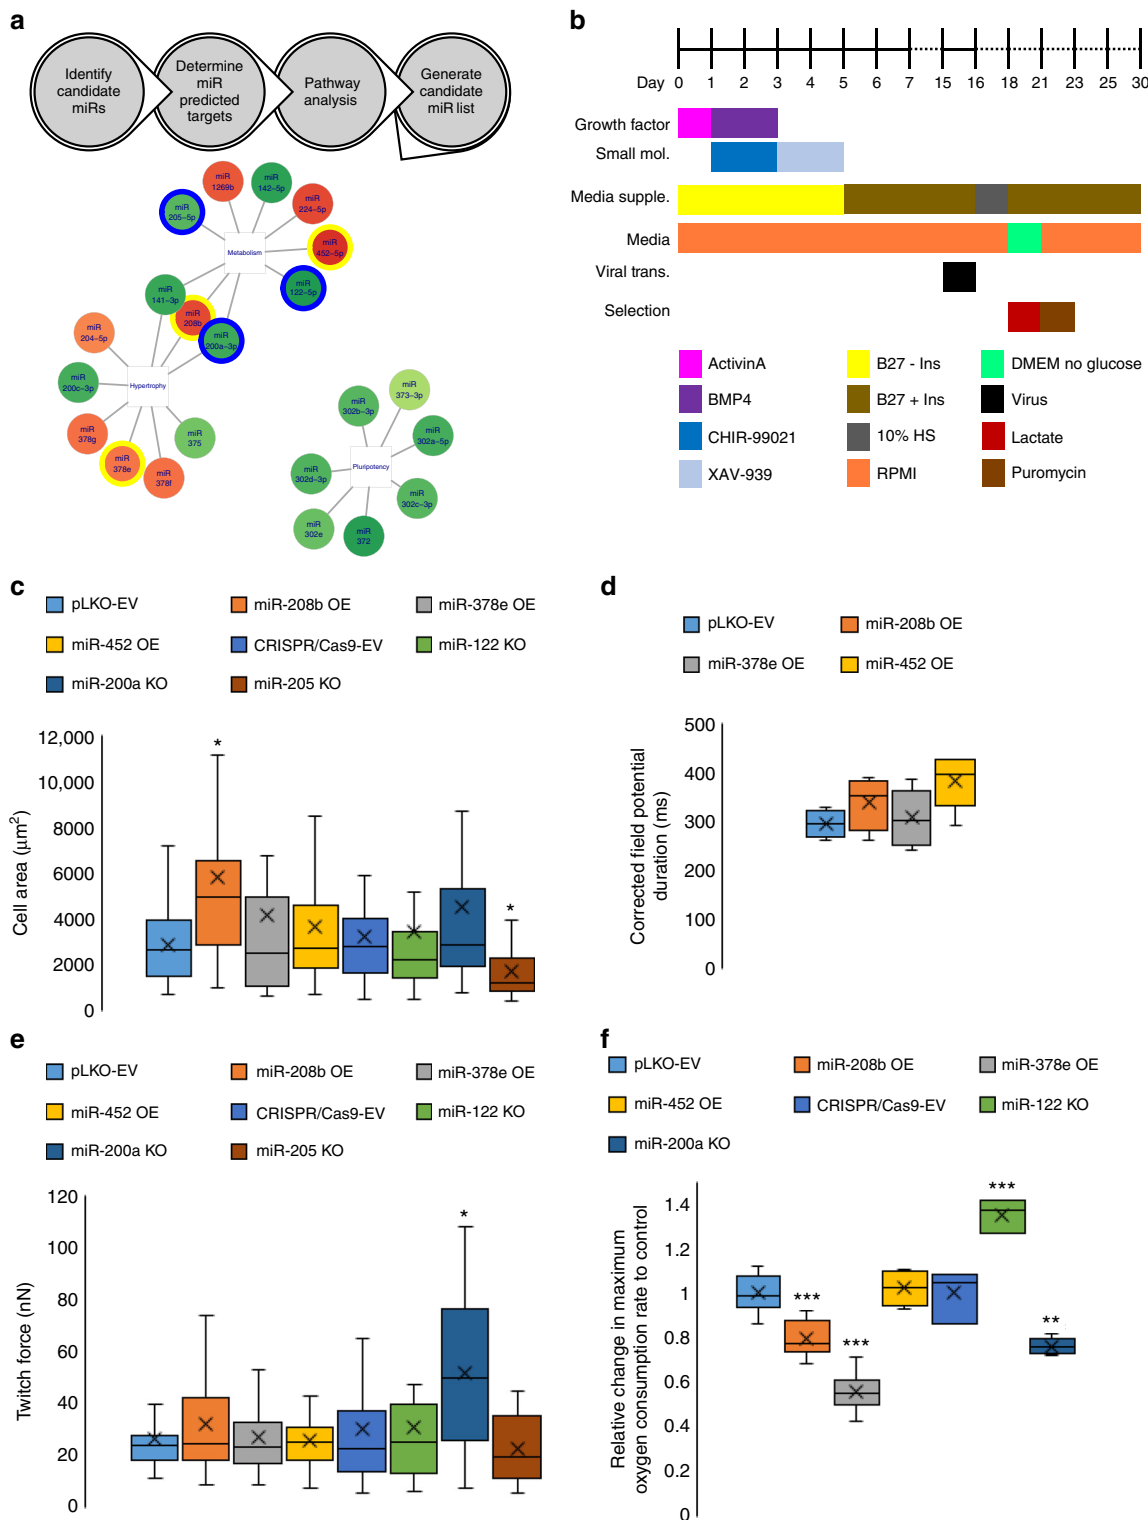 a
Identify
candidate
miRs
Determine
miR
predicted
targets
Pathway
analysis
Generate
candidate
miR list
miR
1269b
miR
142-5p
miR
205-5p
miR
224-5p
miR
452-5p
Metabolism
miR
122-5p
miR
141-3p
miR
208b
miR
200a-3p
miR
204-5p
miR
200c-3p
Hypertrophy
miR
378g
miR
375
miR
378e
miR
378f
miR
302b-3p
miR
373-3p
miR
302a-5p
Pluripotency
miR
302d-3p
miR
302c-3p
miR
302e
miR
372
b
Day 0 1 2 3 5 6 7 15 16 18 21 23 25 30
Growth factor
Small mol.
Media supple.
Media
Viral trans.
Selection
ActivinA
B27 - Ins
DMEM no glucose
BMP4
B27 + Ins
Virus
CHIR-99021
10% HS
Lactate
XAV-939
RPMI
Puromycin
c
pLKO-EV
miR-208b OE
miR-378e OE
miR-452 OE
CRISPR/Cas9-EV
miR-122 KO
miR-200a KO
miR-205 KO
Cell area (μm²)
12,000
10,000
8000
6000
4000
2000
0
*
*
d
pLKO-EV
miR-208b OE
miR-378e OE
miR-452 OE
Corrected field potential
duration (ms)
500
400
300
200
100
0
e
pLKO-EV
miR-208b OE
miR-378e OE
miR-452 OE
CRISPR/Cas9-EV
miR-122 KO
miR-200a KO
miR-205 KO
Twitch force (nN)
120
100
80
60
40
20
0
*
f
pLKO-EV
miR-208b OE
miR-378e OE
miR-452 OE
CRISPR/Cas9-EV
miR-122 KO
miR-200a KO
Relative change in maximum
oxygen consumption rate to control
1.4
1.2
1
0.8
0.6
0.4
0.2
0
***
***
***
**